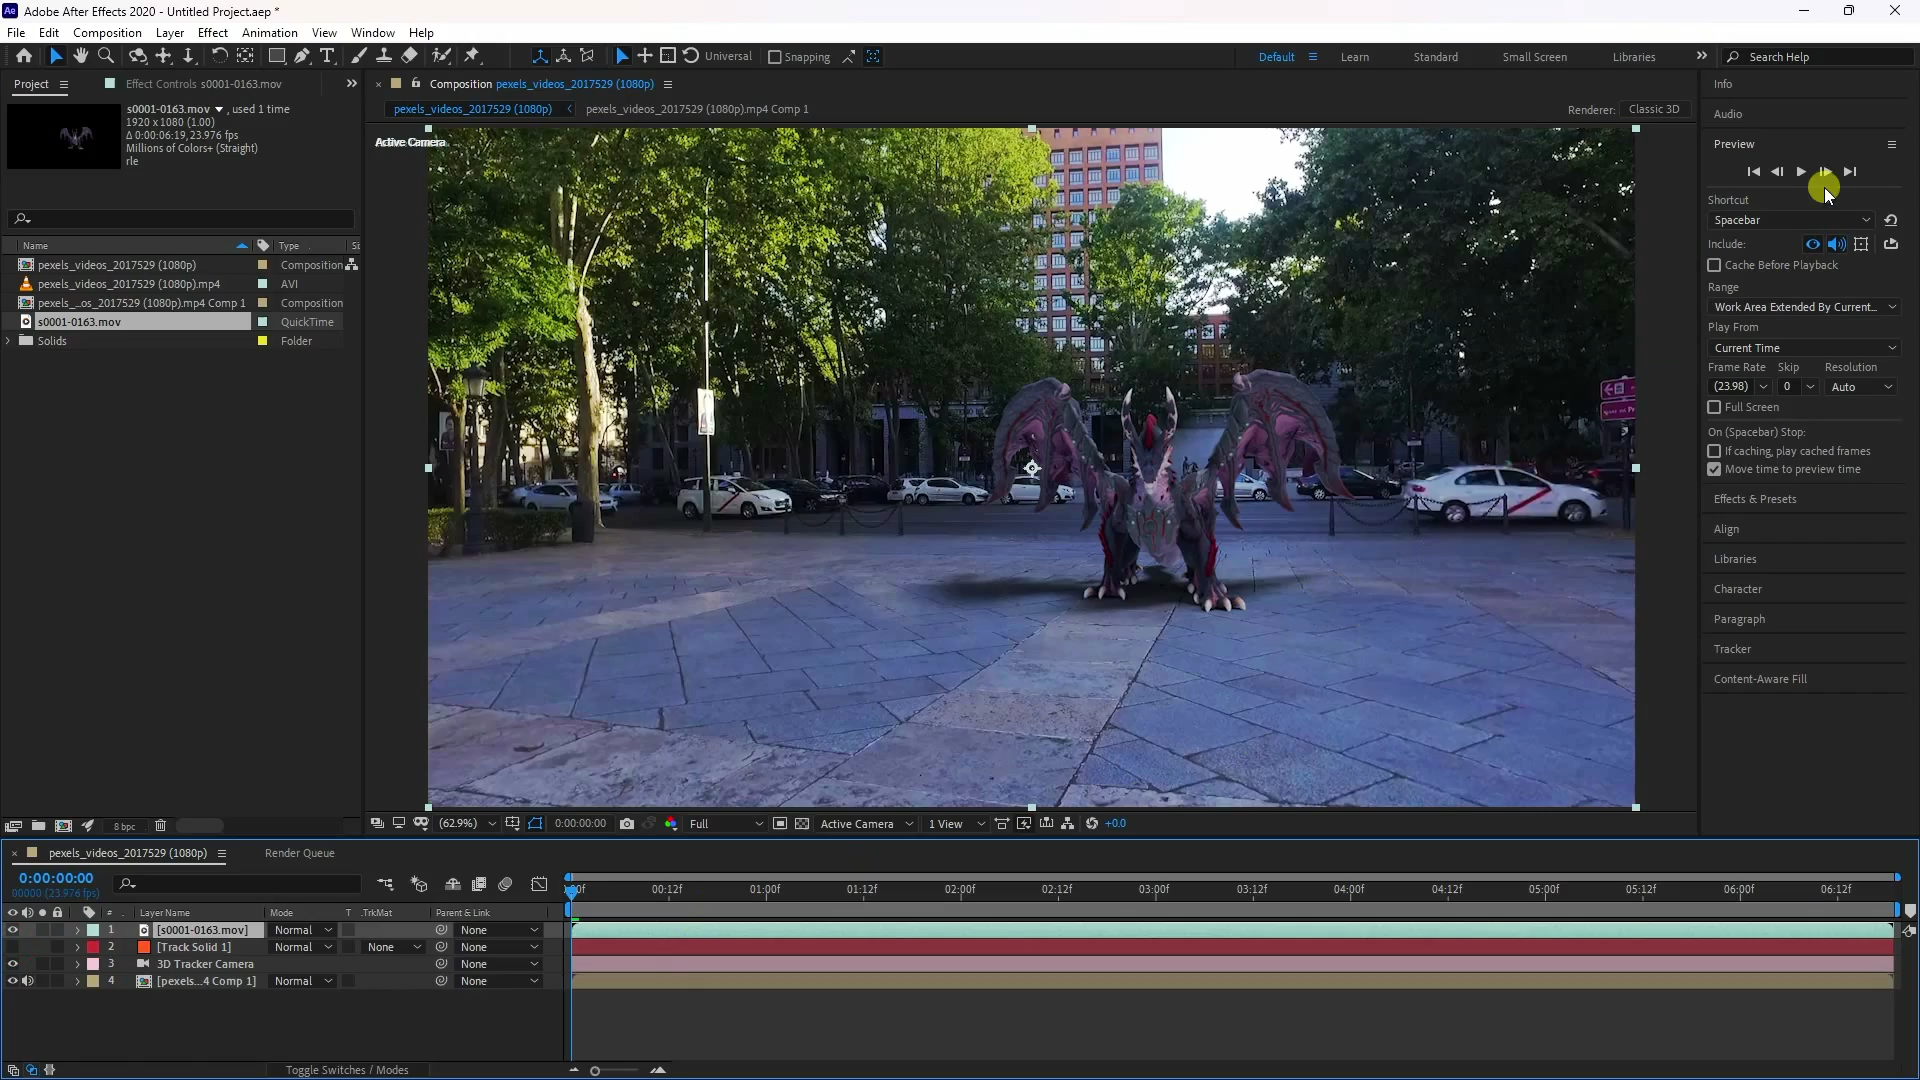 Adobe After Effects 2020 - Untitled Project.aep *
File Edit Composition Layer Effect Animation View Window Help
Universal Snapping Default Learn Standard Small Screen Libraries Search Help
Project Effect Controls s0001-0163.mov
s0001-0163.mov , used 1 time
1920 x 1080 (1.00)
Δ 0:00:06:19, 23.976 fps
Millions of Colors+ (Straight)
rle
Name Type
pexels_videos_2017529 (1080p) Composition
pexels_videos_2017529 (1080p).mp4 AVI
pexels_...os_2017529 (1080p).mp4 Comp 1 Composition
s0001-0163.mov QuickTime
Solids Folder
8 bpc
Composition pexels_videos_2017529 (1080p)
pexels_videos_2017529 (1080p) pexels_videos_2017529 (1080p).mp4 Comp 1
Renderer: Classic 3D
Active Camera
(62.9%) 0:00:00:00 Full Active Camera 1 View +0.0
Info
Audio
Preview
Shortcut
Spacebar
Include:
Cache Before Playback
Range
Work Area Extended By Current...
Play From
Current Time
Frame Rate Skip Resolution
(23.98) 0 Auto
Full Screen
On (Spacebar) Stop:
If caching, play cached frames
Move time to preview time
Effects & Presets
Align
Libraries
Character
Paragraph
Tracker
Content-Aware Fill
pexels_videos_2017529 (1080p) Render Queue
0:00:00:00
00000 (23.976 fps)
00:12f 01:00f 01:12f 02:00f 02:12f 03:00f 03:12f 04:00f 04:12f 05:00f 05:12f 06:00f 06:12f
# Layer Name Mode T .TrkMat Parent & Link
1 [s0001-0163.mov] Normal None
2 [Track Solid 1] Normal None None
3 3D Tracker Camera None
4 [pexels...4 Comp 1] Normal None
Toggle Switches / Modes